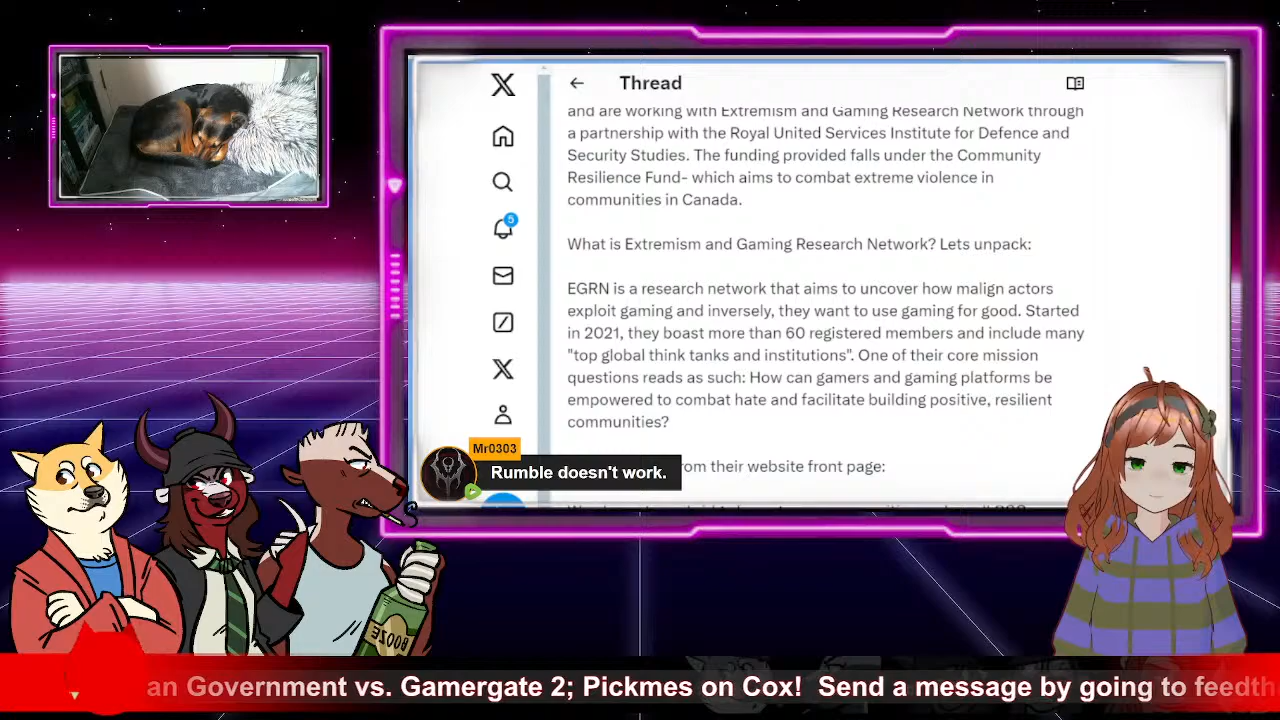 Thread
and are working with Extremism and Gaming Research Network through
a partnership with the Royal United Services Institute for Defence and
Security Studies. The funding provided falls under the Community
Resilience Fund- which aims to combat extreme violence in
communities in Canada.
What is Extremism and Gaming Research Network? Lets unpack:
EGRN is a research network that aims to uncover how malign actors
exploit gaming and inversely, they want to use gaming for good. Started
in 2021, they boast more than 60 registered members and include many
"top global think tanks and institutions". One of their core mission
questions reads as such: How can gamers and gaming platforms be
empowered to combat hate and facilitate building positive, resilient
communities?
om their website front page:
5
Mr0303
Rumble doesn't work.
BOOZE
an Government vs. Gamergate 2; Pickmes on Cox! Send a message by going to feedth